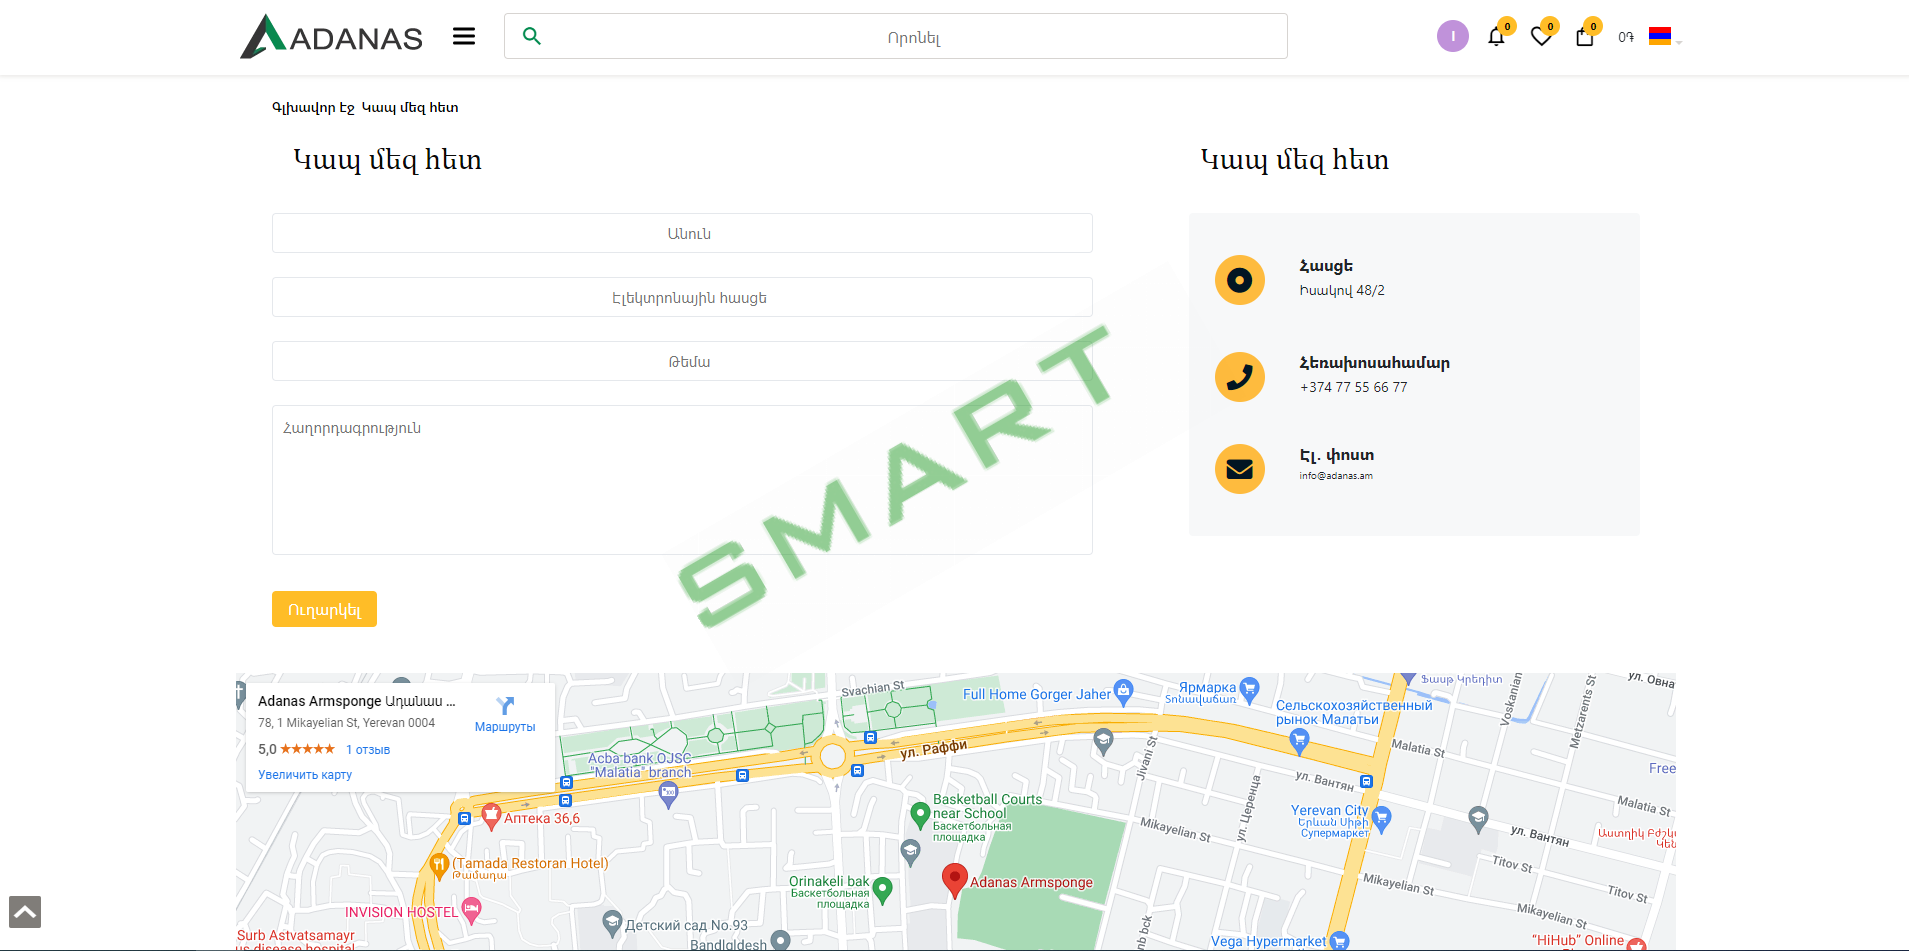 ADANAS
Որոնել
I
0
0
0
0֏
Գլխավոր էջ Կապ մեզ հետ
Կապ մեզ հետ
Անուն
Էլեկտրոնային հասցե
Թեմա
Հաղորդագրություն
Ուղարկել
Կապ մեզ հետ
Հասցե
Իսակով 48/2
Հեռախոսահամար
+374 77 55 66 77
Էլ. փոստ
info@adanas.am
SMART
Adanas Armsponge Ադանաս ...
78, 1 Mikayelian St, Yerevan 0004
5,0 ★★★★★ 1 отзыв
Увеличить карту
Маршруты
Svachian St
Full Home Gorger Jaher
Ярмарка
Տոնավաճառ
Ֆասթ Կրեդիտ
ул. Овна
Сельскохозяйственный
рынок Малатьи
Voskanian
Metzarents St
Malatia St
Free
ул. Раффи
Acba bank OJSC
"Malatia" branch
Jivani St
ул. Церенца
ул. Вантян
Malatia St
Аптека 36,6
Basketball Courts
near School
Баскетбольная
площадка
Mikayelian St
Yerevan City
Երևան Սիթի
Супермаркет
ул. Вантян
Աստղիկ Բժշկ
Կեն
(Tamada Restoran Hotel)
Թամադա
Titov St
Titov St
Orinakeli bak
Баскетбольная
площадка
Adanas Armsponge
Mikayelian St
INVISION HOSTEL
Детский сад No.93
Mikayelian St
Surb Astvatsamayr
us disease hospital
Bandlgldesh
nb bck
Vega Hypermarket
"HiHub" Online